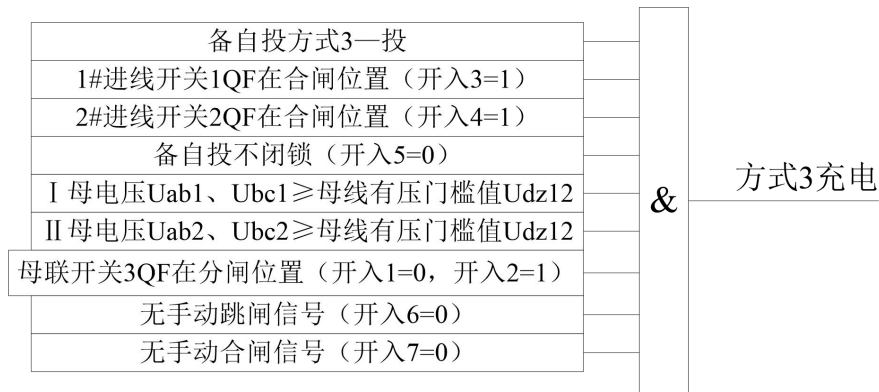 备自投方式3—投
1#进线开关1QF在合闸位置（开入3=1）
2#进线开关2QF在合闸位置（开入4=1）
备自投不闭锁（开入5=0）
Ⅰ母电压Uab1、Ubc1≥母线有压门槛值Udz12
Ⅱ母电压Uab2、Ubc2≥母线有压门槛值Udz12
母联开关3QF在分闸位置（开入1=0，开入2=1）
无手动跳闸信号（开入6=0）
无手动合闸信号（开入7=0）
&
方式3充电